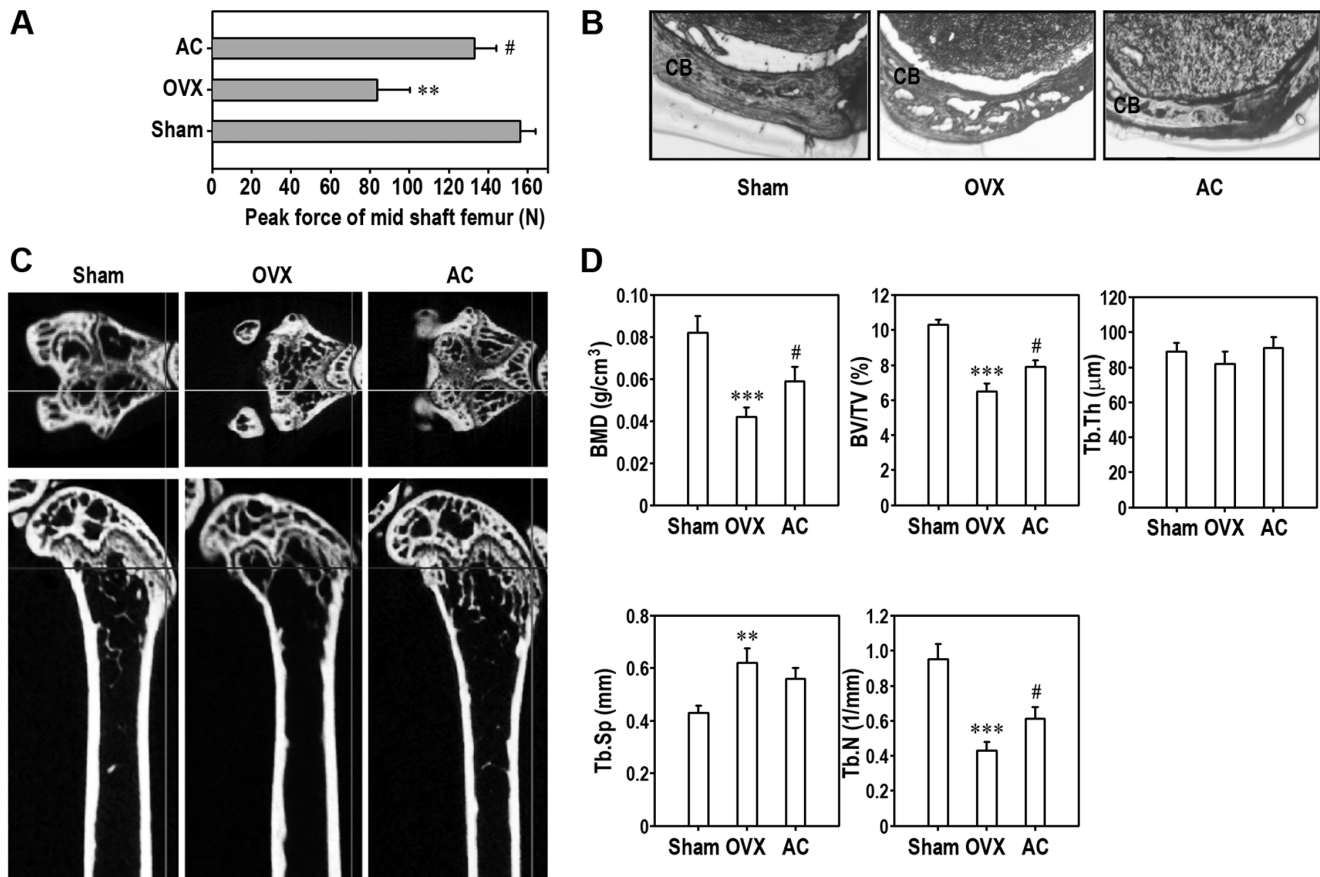 A
AC
#
OVX
**
Sham
0 20 40 60 80 100 120 140 160
Peak force of mid shaft femur (N)
B
CB
CB
CB
Sham OVX AC
C
Sham OVX AC
D
BMD (g/cm³)
0.10
0.08
0.06
0.04
0.02
0.00
***
#
Sham OVX AC
BV/TV (%)
12
10
8
6
4
2
0
***
#
Sham OVX AC
Tb.Th (μm)
120
100
80
60
40
20
0
Sham OVX AC
Tb.Sp (mm)
0.8
0.6
0.4
0.2
0
**
Sham OVX AC
Tb.N (1/mm)
1.2
1.0
0.8
0.6
0.4
0.2
0
***
#
Sham OVX AC